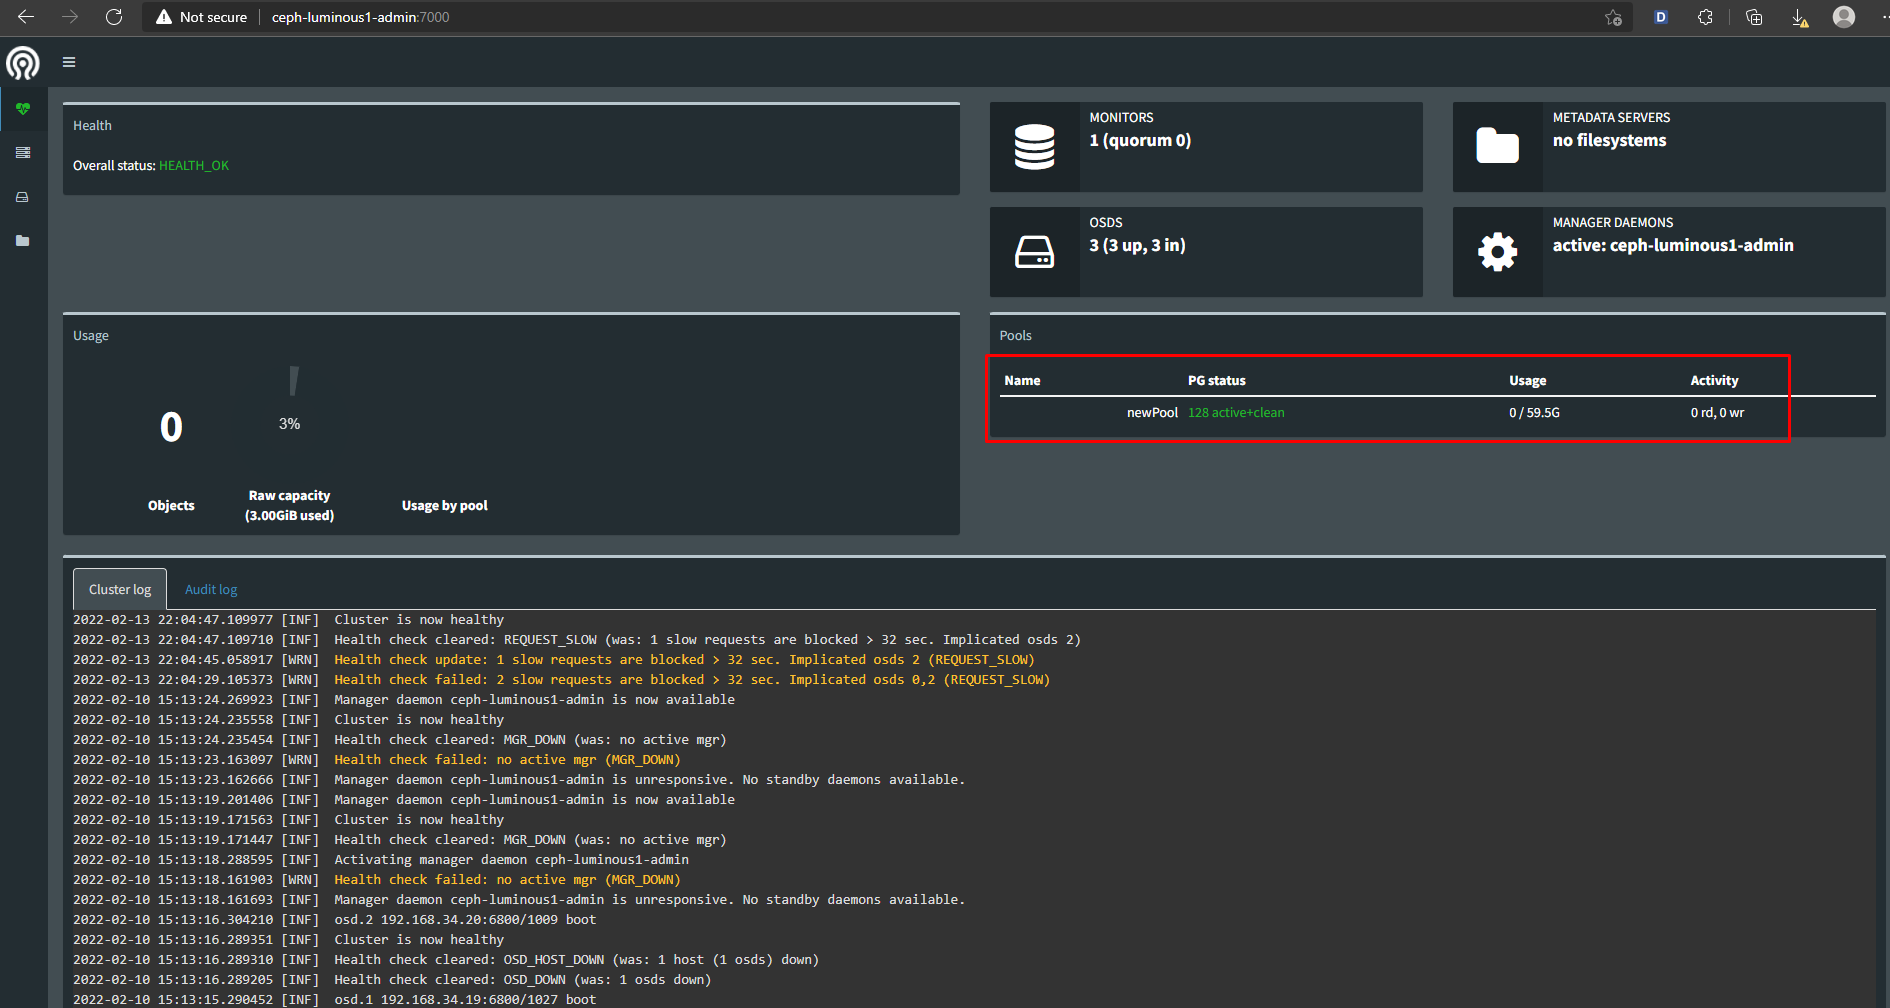 Not secure ceph-luminous1-admin:7000
D
Health
Overall status: HEALTH_OK
MONITORS
1 (quorum 0)
METADATA SERVERS
no filesystems
OSDS
3 (3 up, 3 in)
MANAGER DAEMONS
active: ceph-luminous1-admin
Usage
0
3%
Objects
Raw capacity
(3.00GiB used)
Usage by pool
Pools
Name PG status Usage Activity
newPool 128 active+clean 0 / 59.5G 0 rd, 0 wr
Cluster log Audit log
2022-02-13 22:04:47.109977 [INF] Cluster is now healthy
2022-02-13 22:04:47.109710 [INF] Health check cleared: REQUEST_SLOW (was: 1 slow requests are blocked > 32 sec. Implicated osds 2)
2022-02-13 22:04:45.058917 [WRN] Health check update: 1 slow requests are blocked > 32 sec. Implicated osds 2 (REQUEST_SLOW)
2022-02-13 22:04:29.105373 [WRN] Health check failed: 2 slow requests are blocked > 32 sec. Implicated osds 0,2 (REQUEST_SLOW)
2022-02-10 15:13:24.269923 [INF] Manager daemon ceph-luminous1-admin is now available
2022-02-10 15:13:24.235558 [INF] Cluster is now healthy
2022-02-10 15:13:24.235454 [INF] Health check cleared: MGR_DOWN (was: no active mgr)
2022-02-10 15:13:23.163097 [WRN] Health check failed: no active mgr (MGR_DOWN)
2022-02-10 15:13:23.162666 [INF] Manager daemon ceph-luminous1-admin is unresponsive. No standby daemons available.
2022-02-10 15:13:19.201406 [INF] Manager daemon ceph-luminous1-admin is now available
2022-02-10 15:13:19.171563 [INF] Cluster is now healthy
2022-02-10 15:13:19.171447 [INF] Health check cleared: MGR_DOWN (was: no active mgr)
2022-02-10 15:13:18.288595 [INF] Activating manager daemon ceph-luminous1-admin
2022-02-10 15:13:18.161903 [WRN] Health check failed: no active mgr (MGR_DOWN)
2022-02-10 15:13:18.161693 [INF] Manager daemon ceph-luminous1-admin is unresponsive. No standby daemons available.
2022-02-10 15:13:16.304210 [INF] osd.2 192.168.34.20:6800/1009 boot
2022-02-10 15:13:16.289351 [INF] Cluster is now healthy
2022-02-10 15:13:16.289310 [INF] Health check cleared: OSD_HOST_DOWN (was: 1 host (1 osds) down)
2022-02-10 15:13:16.289205 [INF] Health check cleared: OSD_DOWN (was: 1 osds down)
2022-02-10 15:13:15.290452 [INF] osd.1 192.168.34.19:6800/1027 boot